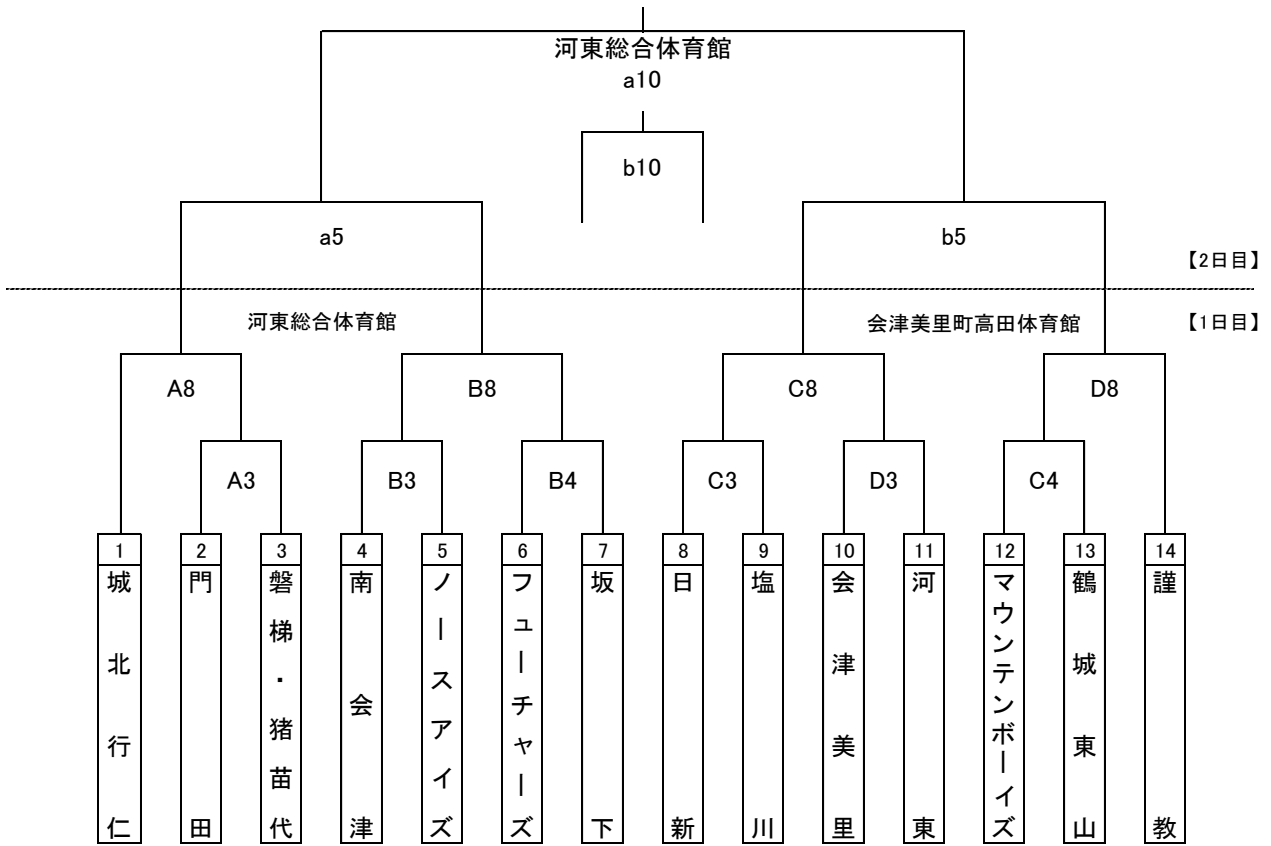 河東総合体育館
a10
b10
a5
b5
【2日目】
河東総合体育館
会津美里町高田体育館
【1日目】
A8
B8
C8
D8
A3
B3
B4
C3
D3
C4
1
2
3
4
5
6
7
8
9
10
11
12
13
14
城北行仁
門田
磐梯・猪苗代
南会津
ノースアイズ
フューチャーズ
坂下
日新
塩川
会津美里
河東
マウンテンボーイズ
鶴城東山
謹教